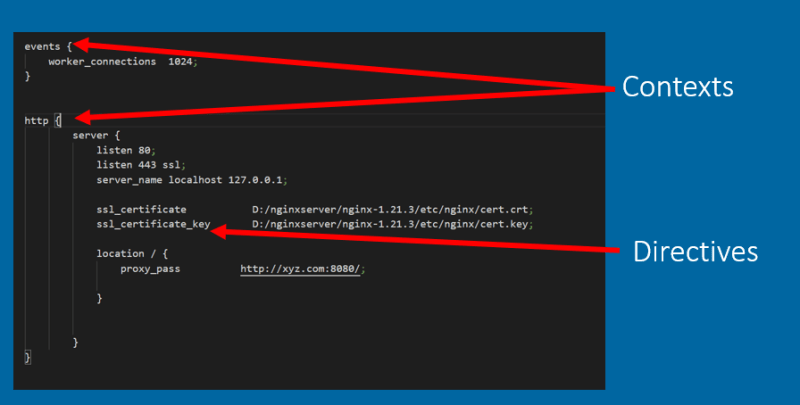 events {
worker_connections 1024;
}
http {
server {
listen 80;
listen 443 ssl;
server_name localhost 127.0.0.1;
ssl_certificate D:/nginxserver/nginx-1.21.3/etc/nginx/cert.crt;
ssl_certificate_key D:/nginxserver/nginx-1.21.3/etc/nginx/cert.key;
location / {
proxy_pass http://xyz.com:8080/;
}
}
}
Contexts
Directives